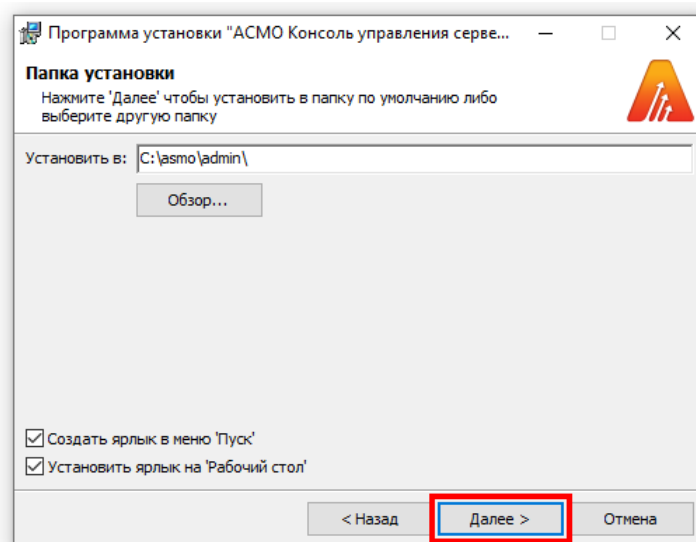 Программа установки "АСМО Консоль управления серве...
Папка установки
Нажмите 'Далее' чтобы установить в папку по умолчанию либо
выберите другую папку
Установить в: C:\asmo\admin\
Обзор...
Создать ярлык в меню 'Пуск'
Установить ярлык на 'Рабочий стол'
< Назад Далее > Отмена